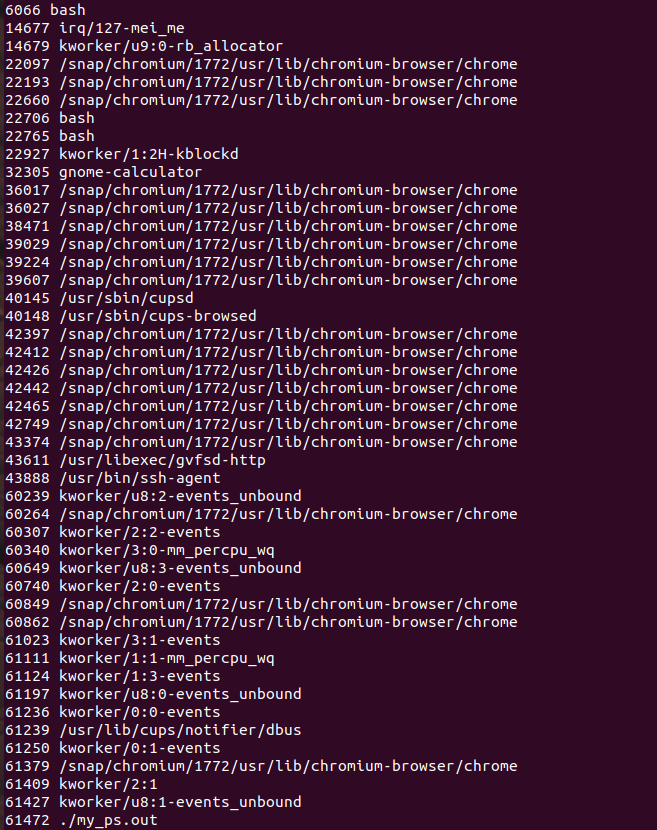 6066 bash
14677 irq/127-mei_me
14679 kworker/u9:0-rb_allocator
22097 /snap/chromium/1772/usr/lib/chromium-browser/chrome
22193 /snap/chromium/1772/usr/lib/chromium-browser/chrome
22660 /snap/chromium/1772/usr/lib/chromium-browser/chrome
22706 bash
22765 bash
22927 kworker/1:2H-kblockd
32305 gnome-calculator
36017 /snap/chromium/1772/usr/lib/chromium-browser/chrome
36027 /snap/chromium/1772/usr/lib/chromium-browser/chrome
38471 /snap/chromium/1772/usr/lib/chromium-browser/chrome
39029 /snap/chromium/1772/usr/lib/chromium-browser/chrome
39224 /snap/chromium/1772/usr/lib/chromium-browser/chrome
39607 /snap/chromium/1772/usr/lib/chromium-browser/chrome
40145 /usr/sbin/cupsd
40148 /usr/sbin/cups-browsed
42397 /snap/chromium/1772/usr/lib/chromium-browser/chrome
42412 /snap/chromium/1772/usr/lib/chromium-browser/chrome
42426 /snap/chromium/1772/usr/lib/chromium-browser/chrome
42442 /snap/chromium/1772/usr/lib/chromium-browser/chrome
42465 /snap/chromium/1772/usr/lib/chromium-browser/chrome
42749 /snap/chromium/1772/usr/lib/chromium-browser/chrome
43374 /snap/chromium/1772/usr/lib/chromium-browser/chrome
43611 /usr/libexec/gvfsd-http
43888 /usr/bin/ssh-agent
60239 kworker/u8:2-events_unbound
60264 /snap/chromium/1772/usr/lib/chromium-browser/chrome
60307 kworker/2:2-events
60340 kworker/3:0-mm_percpu_wq
60649 kworker/u8:3-events_unbound
60740 kworker/2:0-events
60849 /snap/chromium/1772/usr/lib/chromium-browser/chrome
60862 /snap/chromium/1772/usr/lib/chromium-browser/chrome
61023 kworker/3:1-events
61111 kworker/1:1-mm_percpu_wq
61124 kworker/1:3-events
61197 kworker/u8:0-events_unbound
61236 kworker/0:0-events
61239 /usr/lib/cups/notifier/dbus
61250 kworker/0:1-events
61379 /snap/chromium/1772/usr/lib/chromium-browser/chrome
61409 kworker/2:1
61427 kworker/u8:1-events_unbound
61472 ./my_ps.out